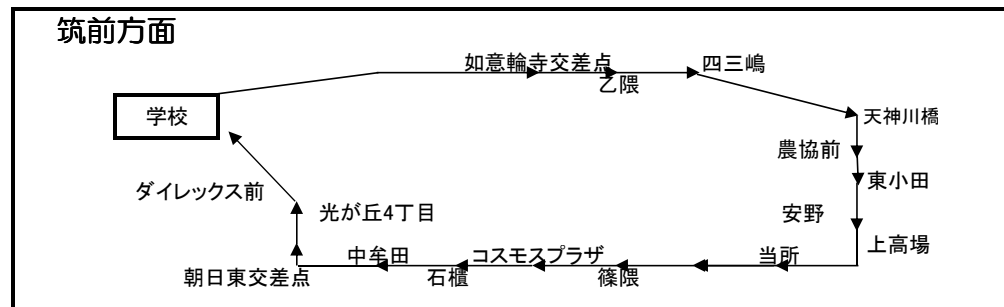 筑前方面
学校
如意輪寺交差点
乙隈
四三嶋
天神川橋
農協前
東小田
安野
上高場
当所
篠隈
コスモスプラザ
石櫃
中牟田
朝日東交差点
光が丘4丁目
ダイレックス前